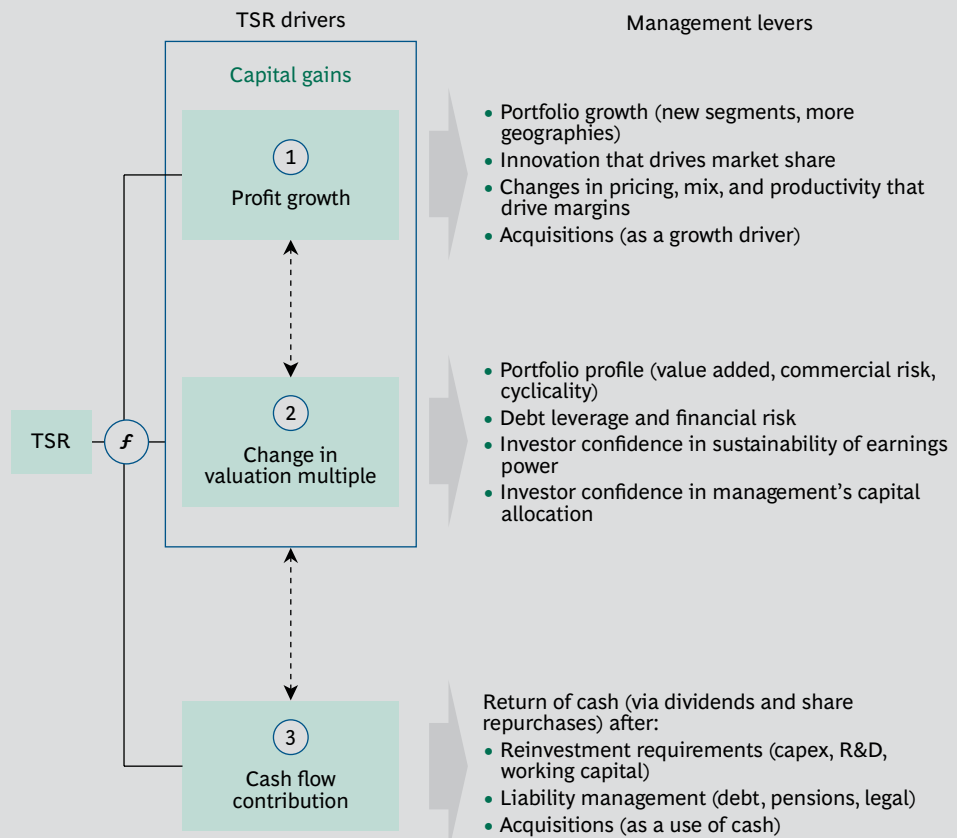 TSR drivers
Management levers
Capital gains
1
Profit growth
• Portfolio growth (new segments, more
geographies)
• Innovation that drives market share
• Changes in pricing, mix, and productivity that
drive margins
• Acquisitions (as a growth driver)
TSR
f
2
Change in
valuation multiple
• Portfolio profile (value added, commercial risk,
cyclicality)
• Debt leverage and financial risk
• Investor confidence in sustainability of earnings
power
• Investor confidence in management’s capital
allocation
3
Cash flow
contribution
Return of cash (via dividends and share
repurchases) after:
• Reinvestment requirements (capex, R&D,
working capital)
• Liability management (debt, pensions, legal)
• Acquisitions (as a use of cash)